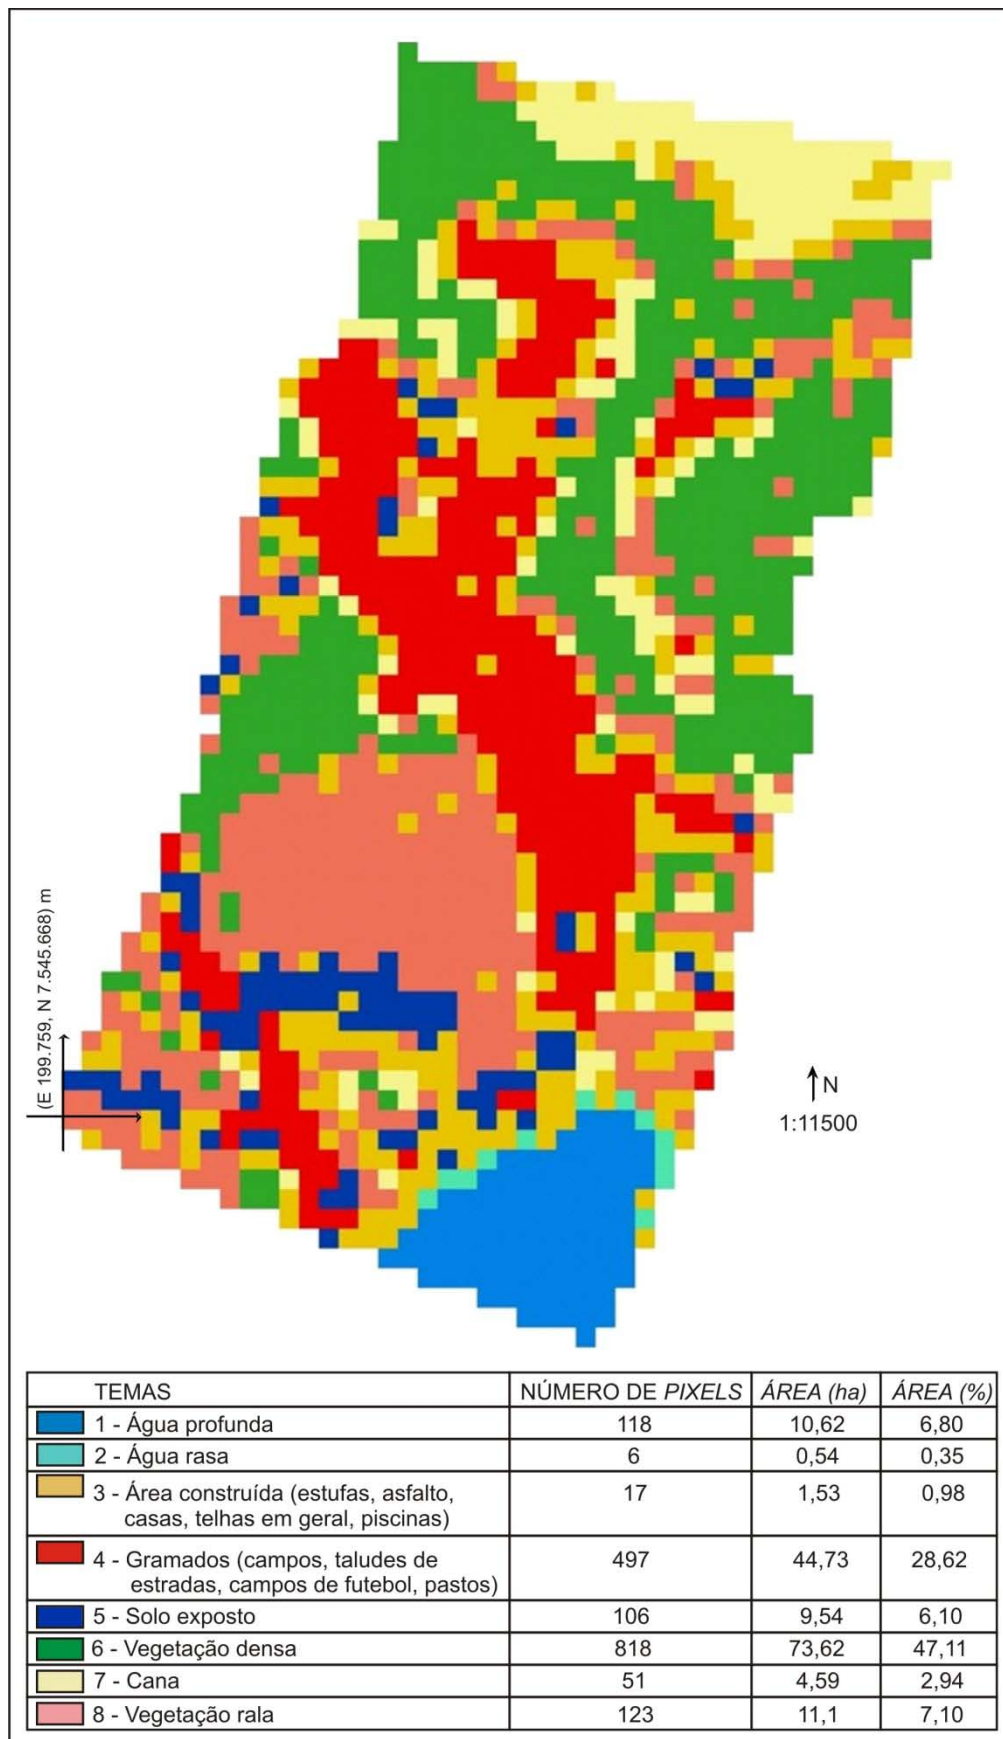 (E 199.759, N 7.545.668) m
N
1:11500
TEMAS NÚMERO DE PIXELS ÁREA (ha) ÁREA (%)
1 - Água profunda 118 10,62 6,80
2 - Água rasa 6 0,54 0,35
3 - Área construída (estufas, asfalto, 17 1,53 0,98
casas, telhas em geral, piscinas)
4 - Gramados (campos, taludes de 497 44,73 28,62
estradas, campos de futebol, pastos)
5 - Solo exposto 106 9,54 6,10
6 - Vegetação densa 818 73,62 47,11
7 - Cana 51 4,59 2,94
8 - Vegetação rala 123 11,1 7,10